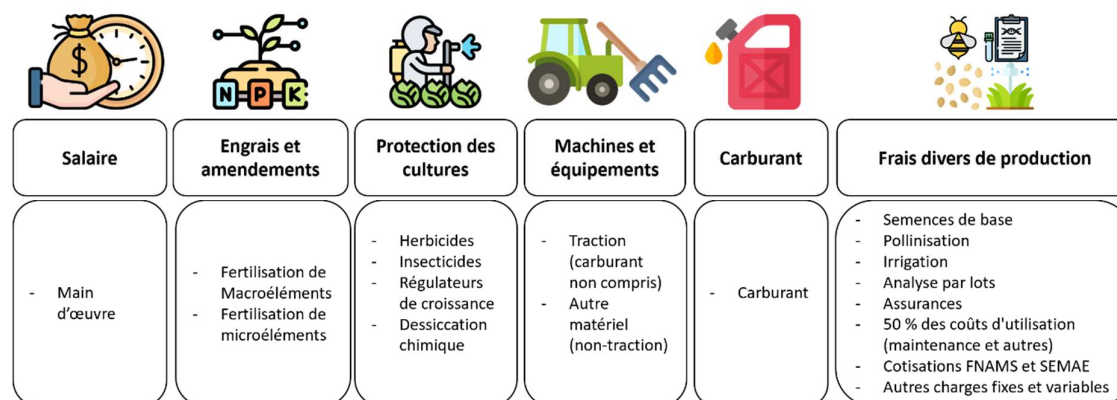 $
N P K
Salaire
Engrais et
amendements
Protection des
cultures
Machines et
équipements
Carburant
Frais divers de production
- Main
d'œuvre
- Fertilisation de
Macroéléments
- Fertilisation de
microéléments
- Herbicides
- Insecticides
- Régulateurs
de croissance
- Dessiccation
chimique
- Traction
(carburant
non compris)
- Autre
matériel
(non-traction)
- Carburant
- Semences de base
- Pollinisation
- Irrigation
- Analyse par lots
- Assurances
- 50 % des coûts d'utilisation
(maintenance et autres)
- Cotisations FNAMS et SEMAE
- Autres charges fixes et variables